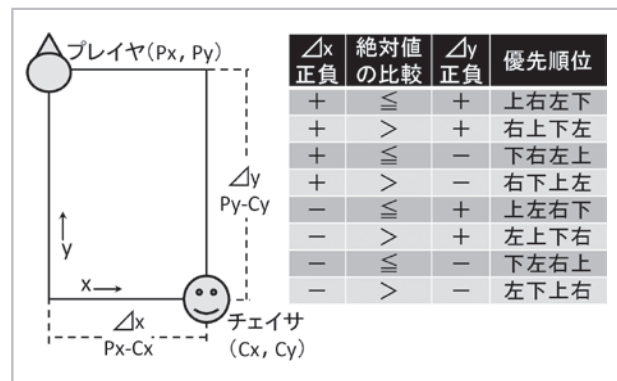 プレイヤ(Px, Py)
⊿y
Py-Cy
y
x
チェイサ
(Cx, Cy)
⊿x
Px-Cx
⊿x 正負 絶対値の比較 ⊿y 正負 優先順位
+ ≦ + 上右左下
+ > + 右上下左
+ ≦ − 下右左上
+ > − 右下上左
− ≦ + 上左右下
− > + 左上下右
− ≦ − 下左右上
− > − 左下上右